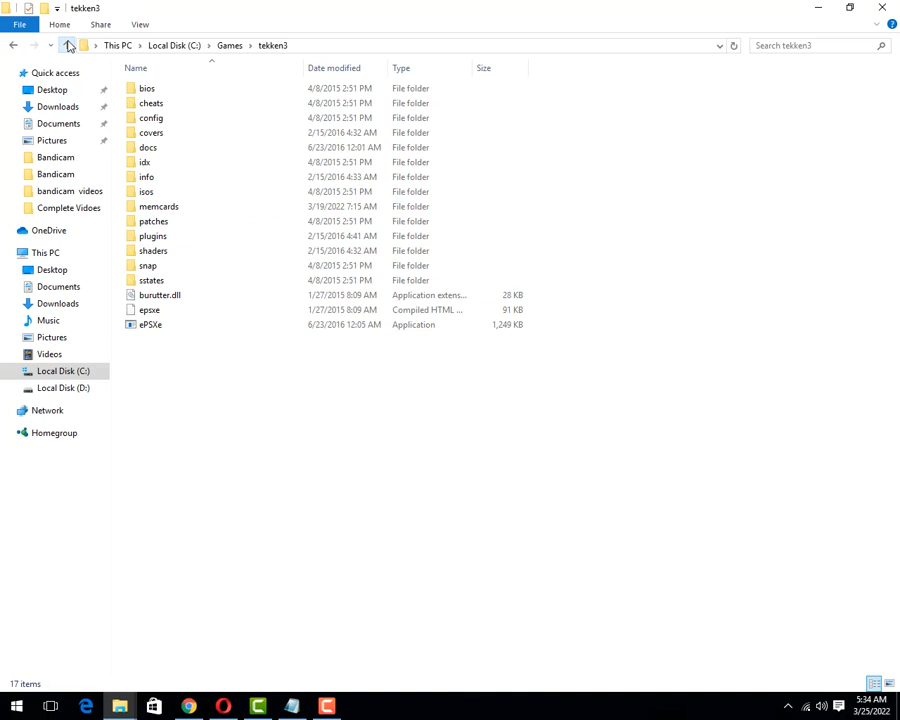 tekken3
File Home Share View
This PC Local Disk (C:) Games tekken3 Search tekken3
Name Date modified Type Size
Quick access
Desktop
Downloads
Documents
Pictures
Bandicam
Bandicam
bandicam videos
Complete Vidoes
OneDrive
This PC
Desktop
Documents
Downloads
Music
Pictures
Videos
Local Disk (C:)
Local Disk (D:)
Network
Homegroup
bios 4/8/2015 2:51 PM File folder
cheats 4/8/2015 2:51 PM File folder
config 4/8/2015 2:51 PM File folder
covers 2/15/2016 4:32 AM File folder
docs 6/23/2016 12:01 AM File folder
idx 4/8/2015 2:51 PM File folder
info 2/15/2016 4:33 AM File folder
isos 4/8/2015 2:51 PM File folder
memcards 3/19/2022 7:15 AM File folder
patches 4/8/2015 2:51 PM File folder
plugins 2/15/2016 4:41 AM File folder
shaders 2/15/2016 4:32 AM File folder
snap 4/8/2015 2:51 PM File folder
sstates 4/8/2015 2:51 PM File folder
burutter.dll 1/27/2015 8:09 AM Application extens... 28 KB
epsxe 1/27/2015 8:09 AM Compiled HTML ... 91 KB
ePSXe 6/23/2016 12:05 AM Application 1,249 KB
17 items
5:34 AM
3/25/2022